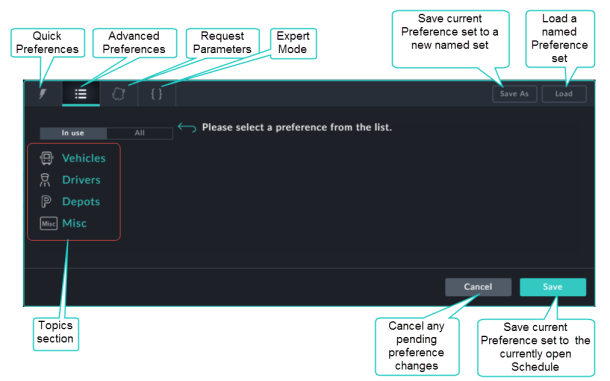 Quick
Preferences
Advanced
Preferences
Request
Parameters
Expert
Mode
Save current
Preference set to a
new named set
Load a
named
Preference
set
{ }
Save As
Load
In use
All
Please select a preference from the list.
Vehicles
Drivers
P
Depots
Misc
Misc
Cancel
Save
Topics
section
Cancel any
pending
preference
changes
Save current
Preference set to the
currently open
Schedule